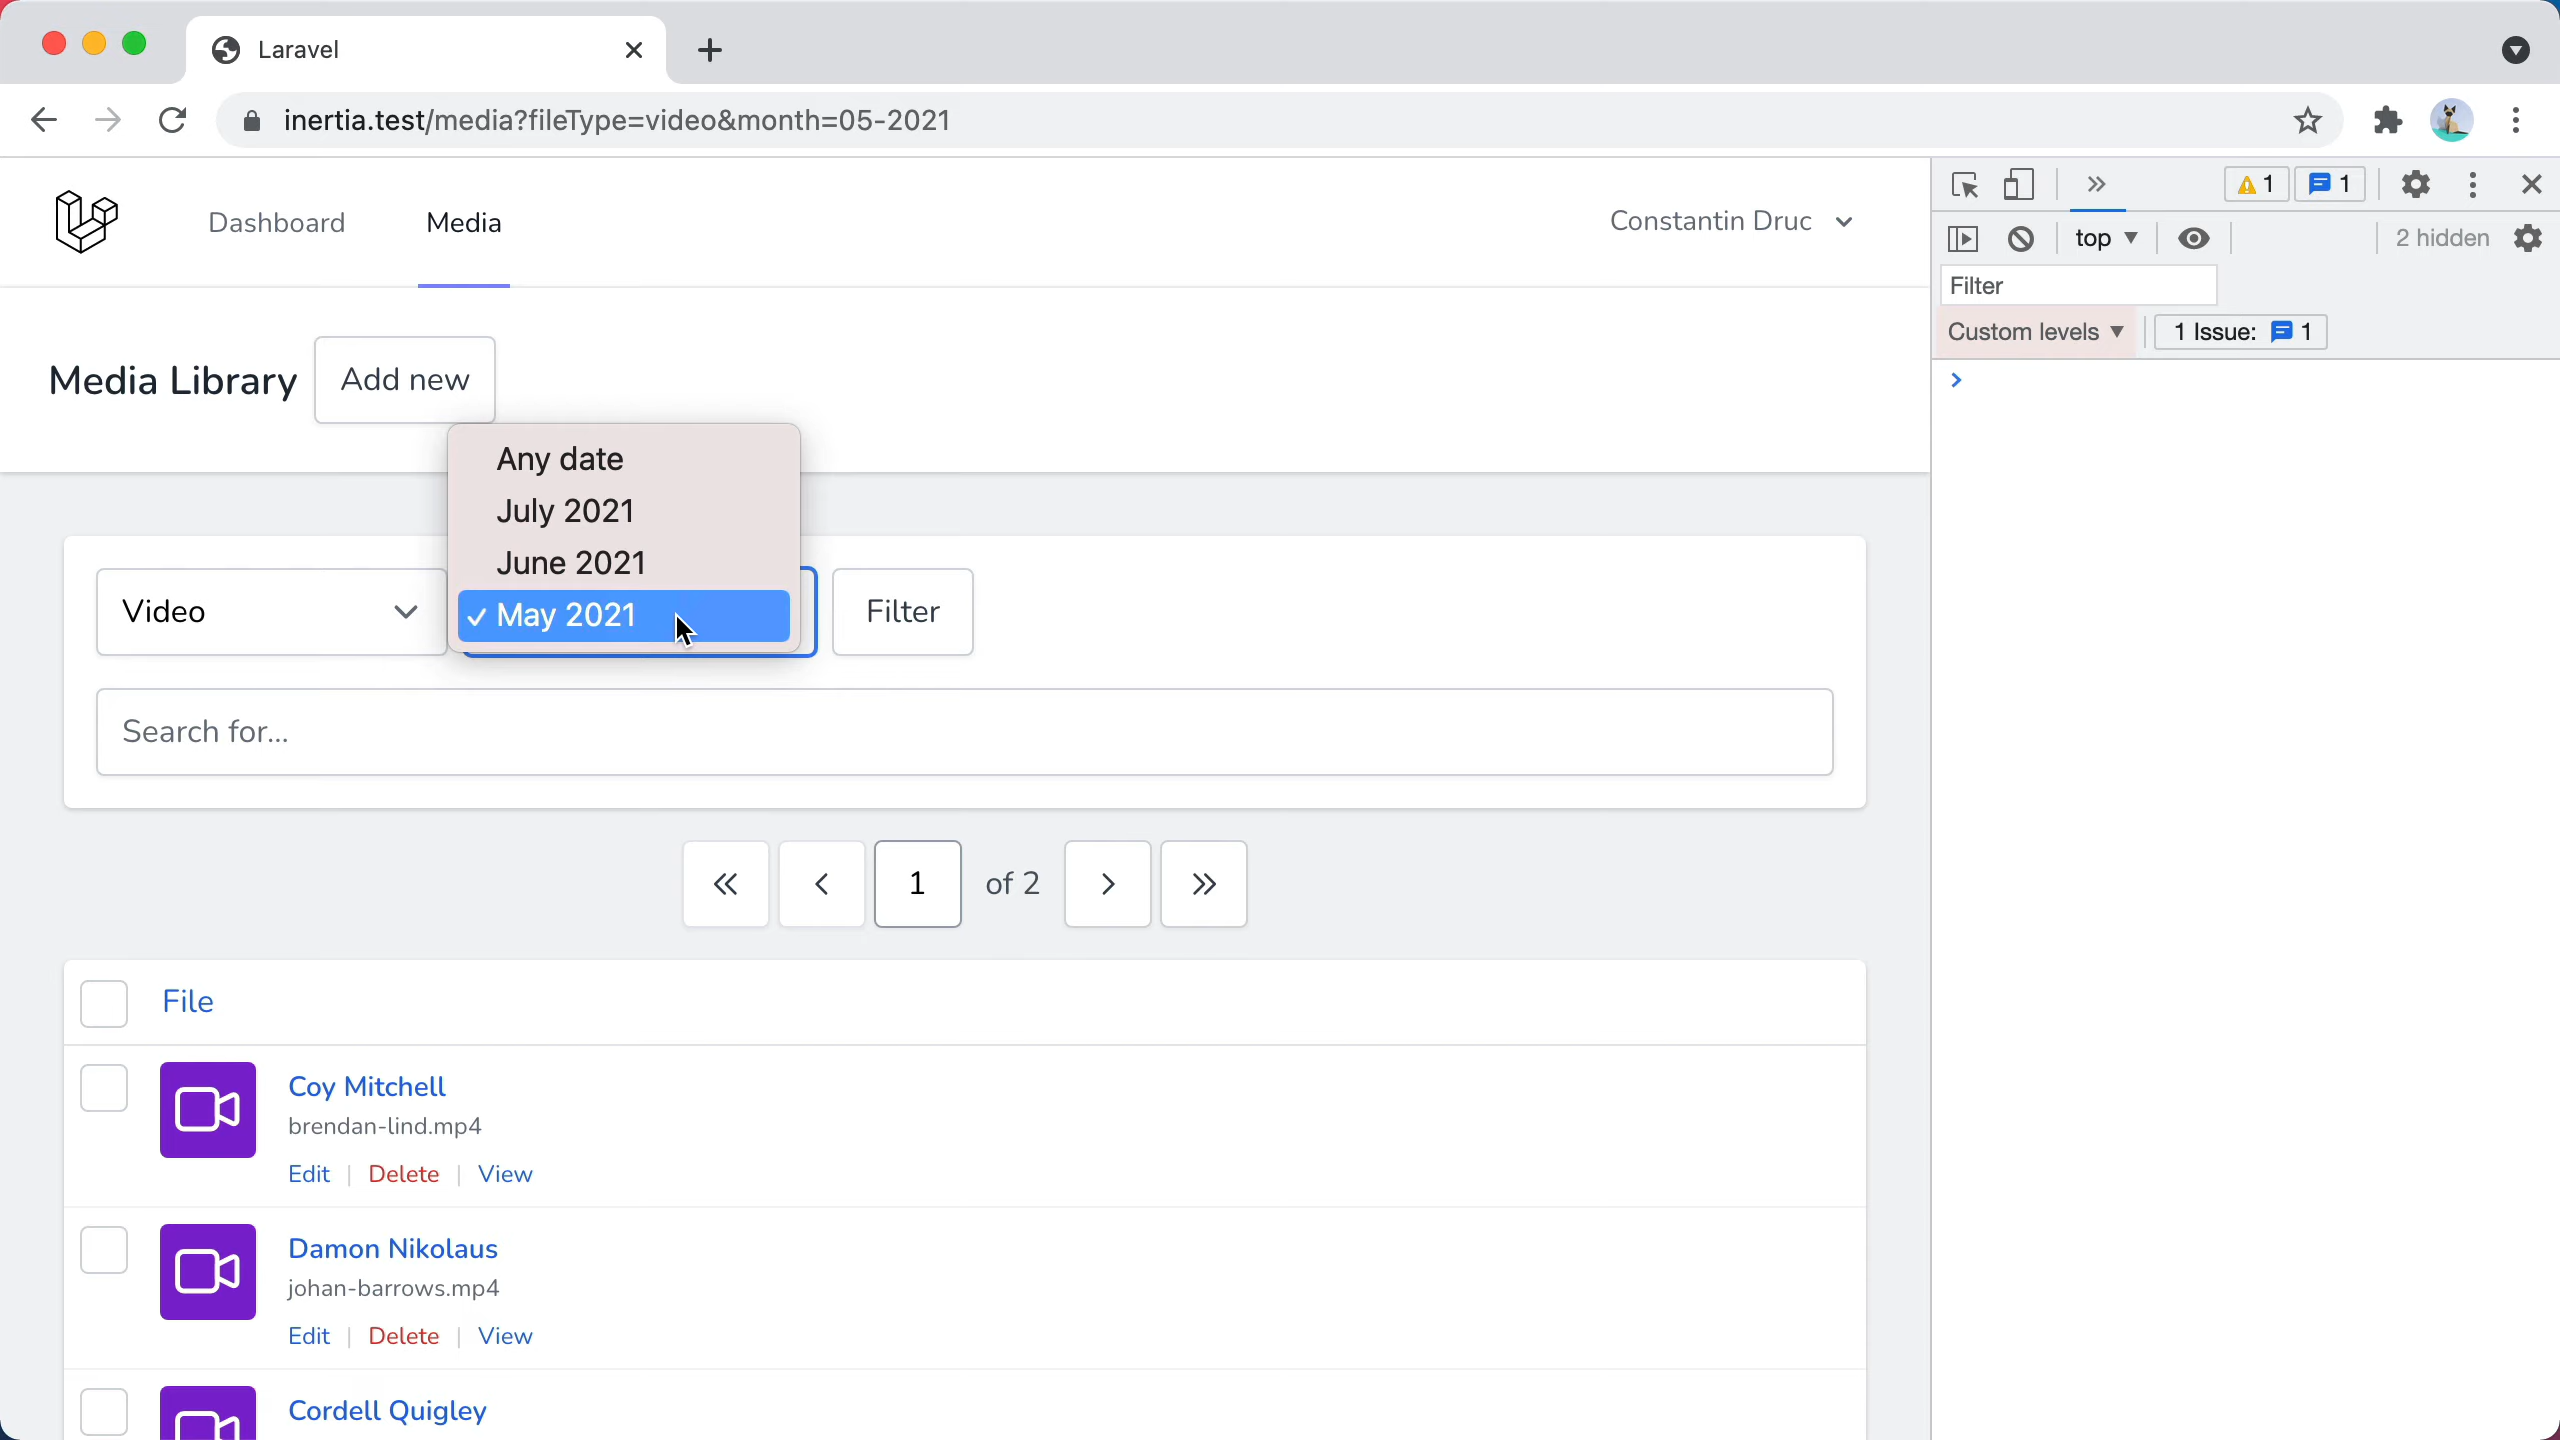 Laravel
inertia.test/media?fileType=video&month=05-2021
Dashboard
Media
Constantin Druc
1
1
top
2 hidden
Filter
Custom levels
1 Issue:
1
Media Library
Add new
Any date
July 2021
June 2021
✓ May 2021
Video
Filter
Search for...
1
of 2
File
Coy Mitchell
brendan-lind.mp4
Edit | Delete | View
Damon Nikolaus
johan-barrows.mp4
Edit | Delete | View
Cordell Quigley